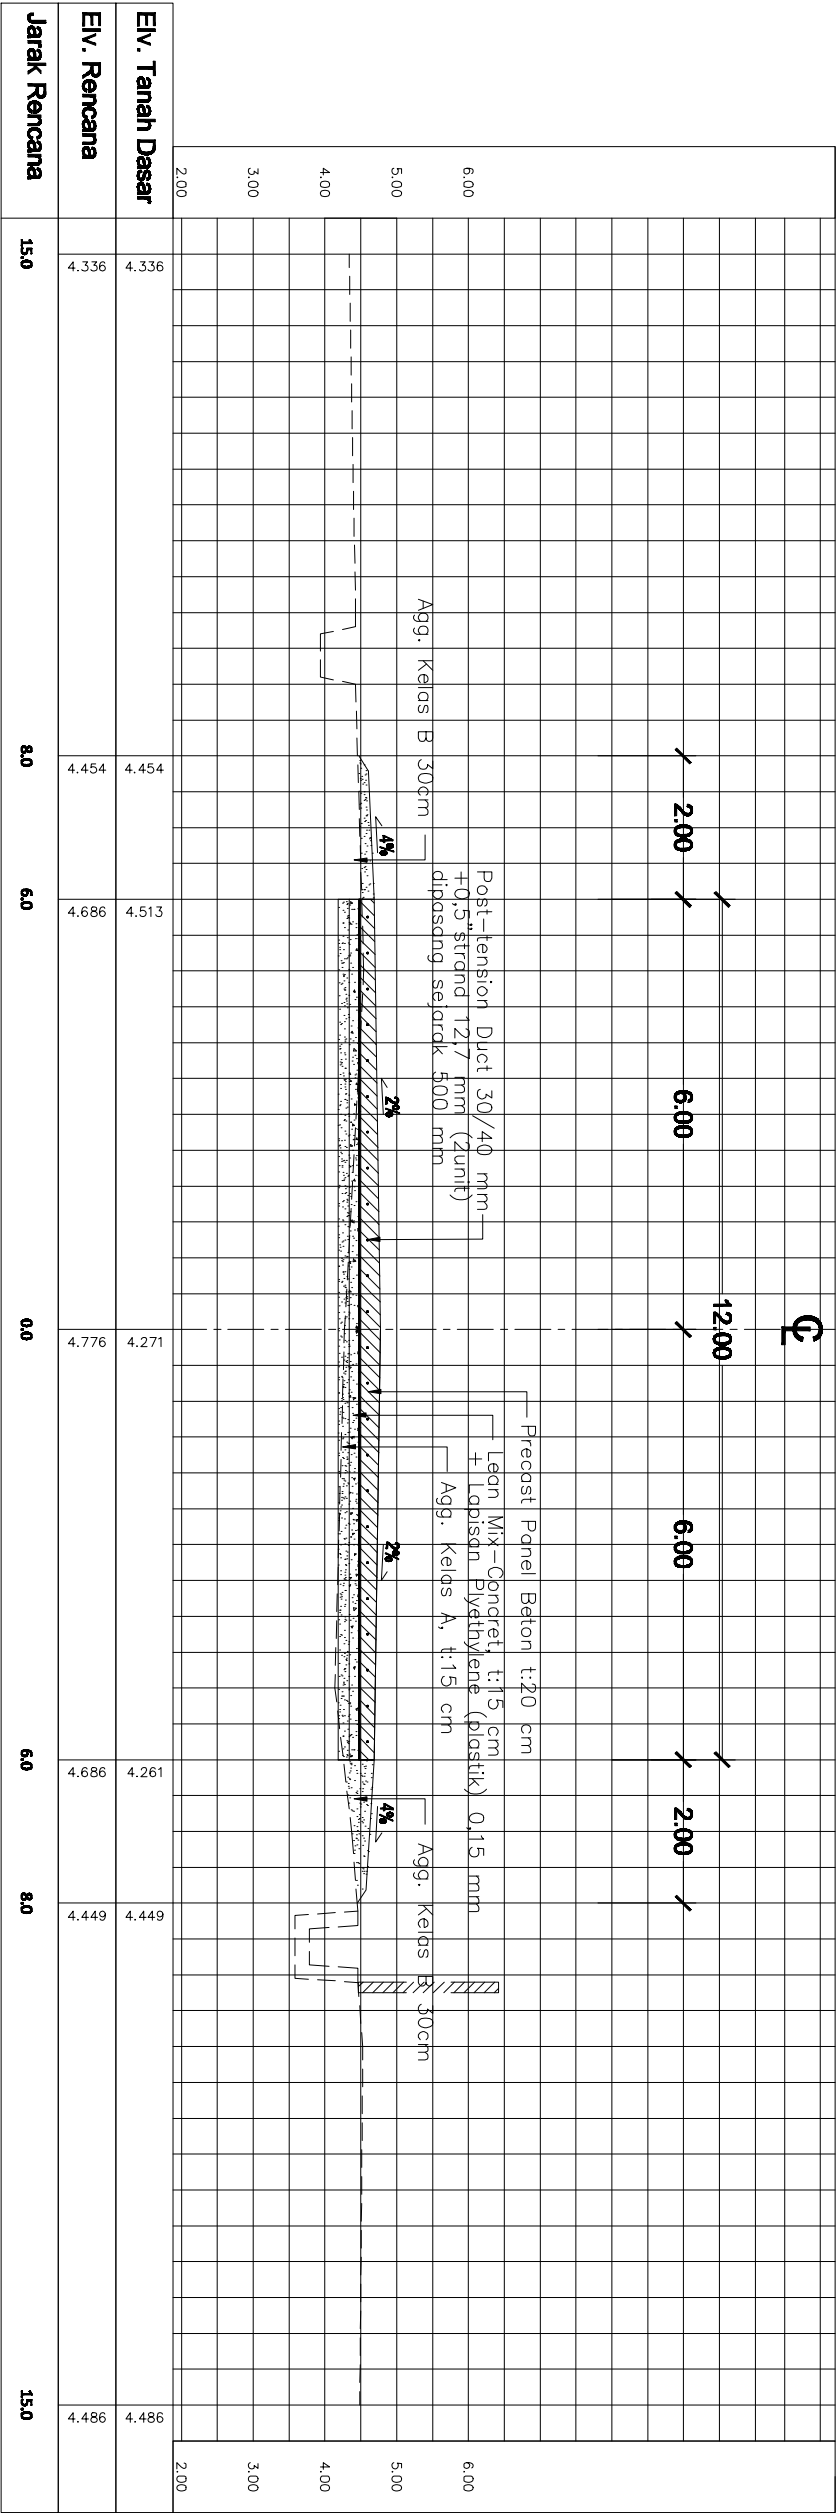 CL
12.00
2.00
6.00
6.00
2.00
Precast Panel Beton t:20 cm
Lean Mix-Concret, t:15 cm
+ Lapisan Plyethylene (plastik) 0,15 mm
Agg. Kelas A, t:15 cm
Post-tension Duct 30/40 mm
+0,5" strand 12,7 mm (2unit)
dipasang sejarak 500 mm
Agg. Kelas B 30cm
Agg. Kelas B 30cm
4%
2%
2%
4%
6.00
5.00
4.00
3.00
2.00
6.00
5.00
4.00
3.00
2.00
Elv. Tanah Dasar 4.336 4.454 4.513 4.271 4.261 4.449 4.486
Elv. Rencana 4.336 4.454 4.686 4.776 4.686 4.449 4.486
Jarak Rencana 15.0 8.0 6.0 0.0 6.0 8.0 15.0